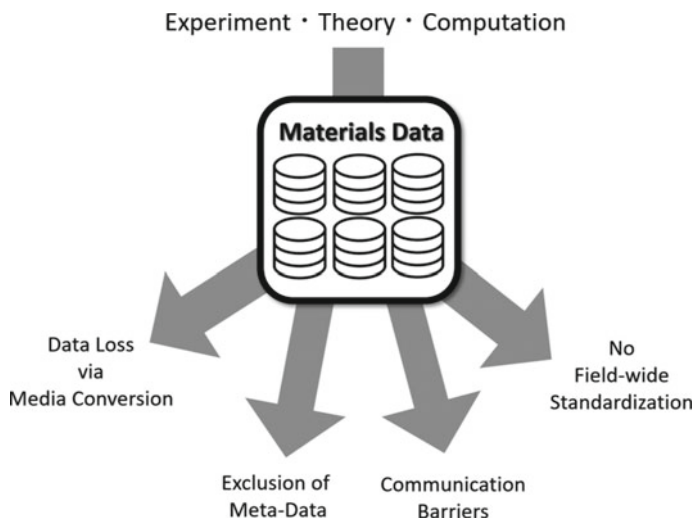 Experiment・Theory・Computation
Materials Data
Data Loss
via
Media Conversion
Exclusion of
Meta-Data
Communication
Barriers
No
Field-wide
Standardization